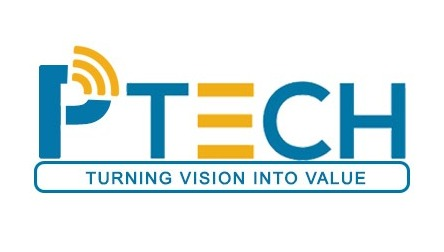 PTECH
TURNING VISION INTO VALUE